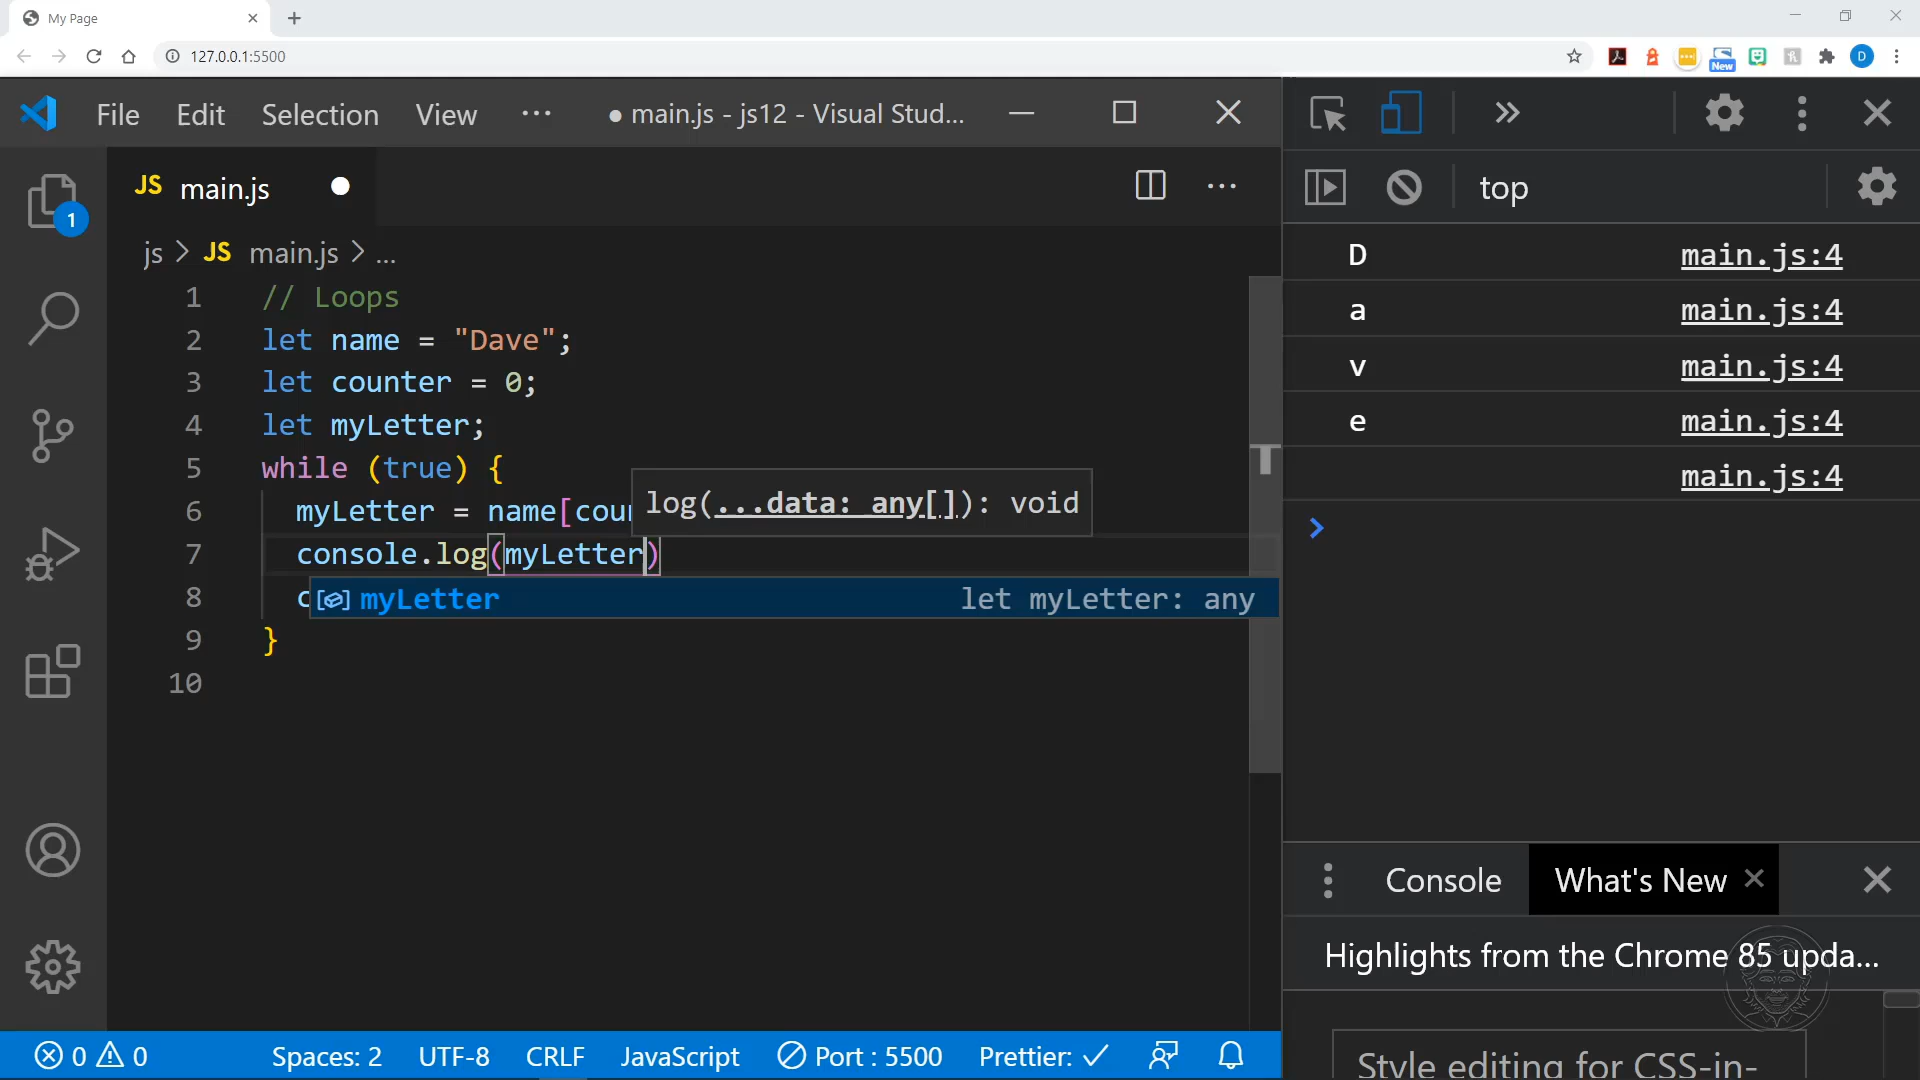 My Page
127.0.0.1:5500
New
D
File Edit Selection View ··· ● main.js - js12 - Visual Stud...
top
JS main.js
1
js > JS main.js > ...
1 // Loops
2 let name = "Dave";
3 let counter = 0;
4 let myLetter;
5 while (true) {
6 myLetter = name[cou
log(...data: any[]): void
7 console.log(myLetter)
8 c
myLetter let myLetter: any
9 }
10
D main.js:4
a main.js:4
v main.js:4
e main.js:4
main.js:4
>
Console What's New
Highlights from the Chrome 85 upda...
Style editing for CSS-in-
0 0 Spaces: 2 UTF-8 CRLF JavaScript Port : 5500 Prettier: ✓